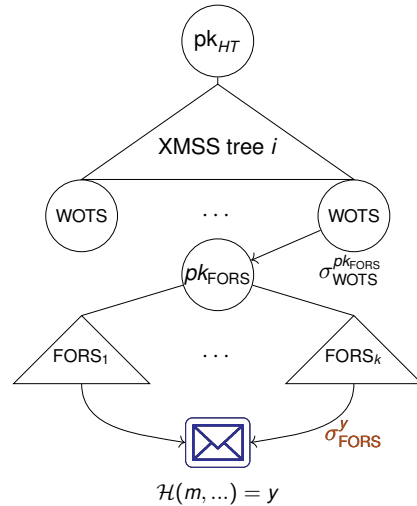 pk_HT
XMSS tree i
WOTS ... WOTS
pk_FORS σ_WOTS^pk_FORS
FORS_1 ... FORS_k
σ_FORS^y
H(m, ...) = y